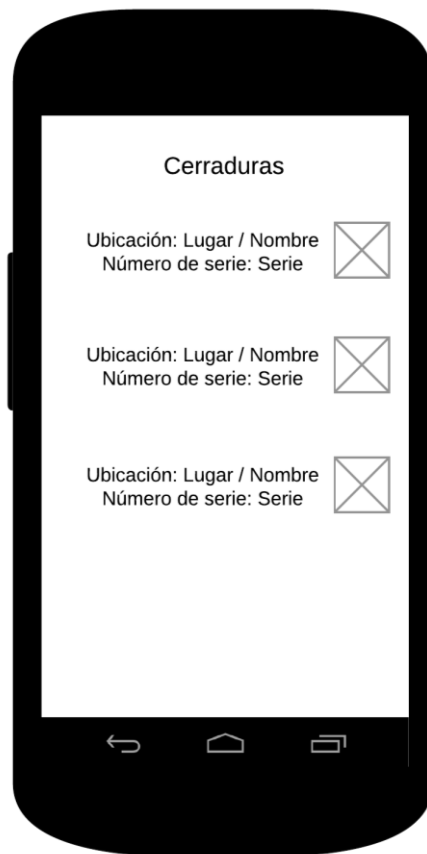 Cerraduras
Ubicación: Lugar / Nombre
Número de serie: Serie
Ubicación: Lugar / Nombre
Número de serie: Serie
Ubicación: Lugar / Nombre
Número de serie: Serie